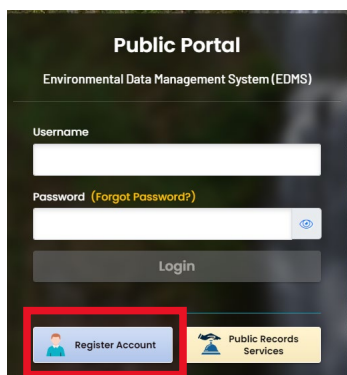 Public Portal
Environmental Data Management System (EDMS)
Username
Password (Forgot Password?)
Login
Register Account
Public Records
Services